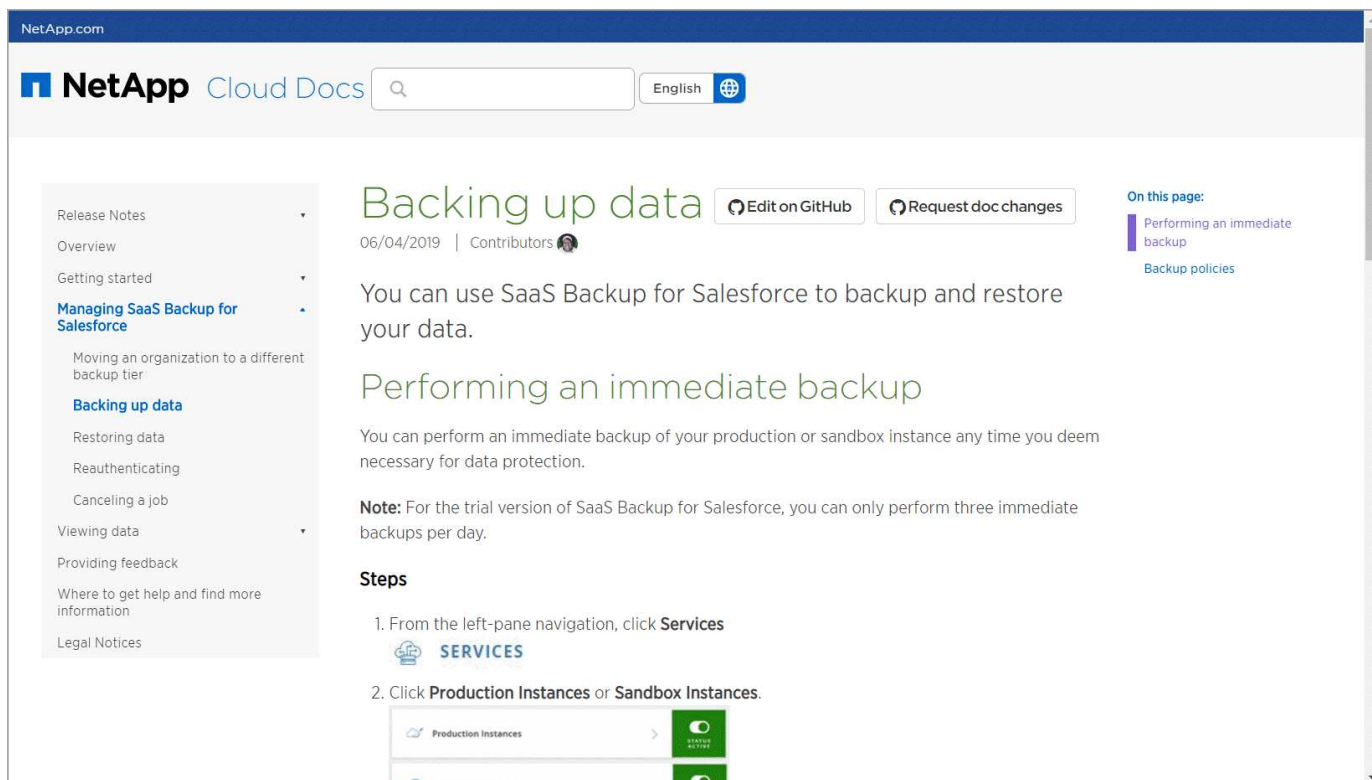 NetApp.com
NetApp Cloud Docs
English
Release Notes
Overview
Getting started
Managing SaaS Backup for
Salesforce
Moving an organization to a different
backup tier
Backing up data
Restoring data
Reauthenticating
Canceling a job
Viewing data
Providing feedback
Where to get help and find more
information
Legal Notices
Backing up data
Edit on GitHub
Request doc changes
06/04/2019 | Contributors
You can use SaaS Backup for Salesforce to backup and restore
your data.
Performing an immediate backup
You can perform an immediate backup of your production or sandbox instance any time you deem
necessary for data protection.
Note: For the trial version of SaaS Backup for Salesforce, you can only perform three immediate
backups per day.
Steps
1. From the left-pane navigation, click Services
SERVICES
2. Click Production Instances or Sandbox Instances.
Production Instances
STATUS
ACTIVE
On this page:
Performing an immediate
backup
Backup policies